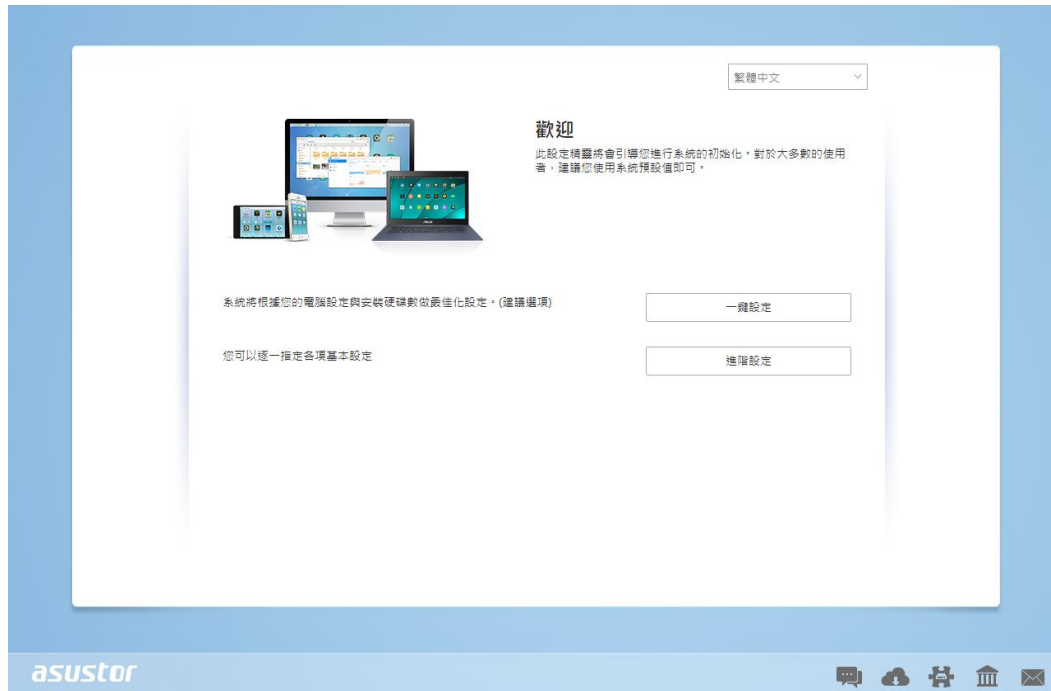 繁體中文
歡迎
此設定精靈將會引導您進行系統的初始化，對於大多數的使用
者，建議您使用系統預設值即可。
系統將根據您的電腦設定與安裝硬碟數做最佳化設定。(建議選項)
一鍵設定
您可以逐一指定各項基本設定
進階設定
asustor